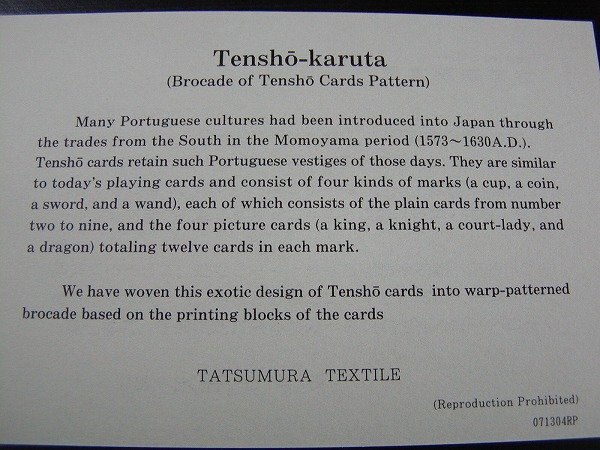 Tenshō-karuta
(Brocade of Tenshō Cards Pattern)
Many Portuguese cultures had been introduced into Japan through
the trades from the South in the Momoyama period (1573～1630A.D.).
Tenshō cards retain such Portuguese vestiges of those days. They are similar
to today's playing cards and consist of four kinds of marks (a cup, a coin,
a sword, and a wand), each of which consists of the plain cards from number
two to nine, and the four picture cards (a king, a knight, a court-lady, and
a dragon) totaling twelve cards in each mark.
We have woven this exotic design of Tenshō cards into warp-patterned
brocade based on the printing blocks of the cards
TATSUMURA TEXTILE
(Reproduction Prohibited)
071304RP